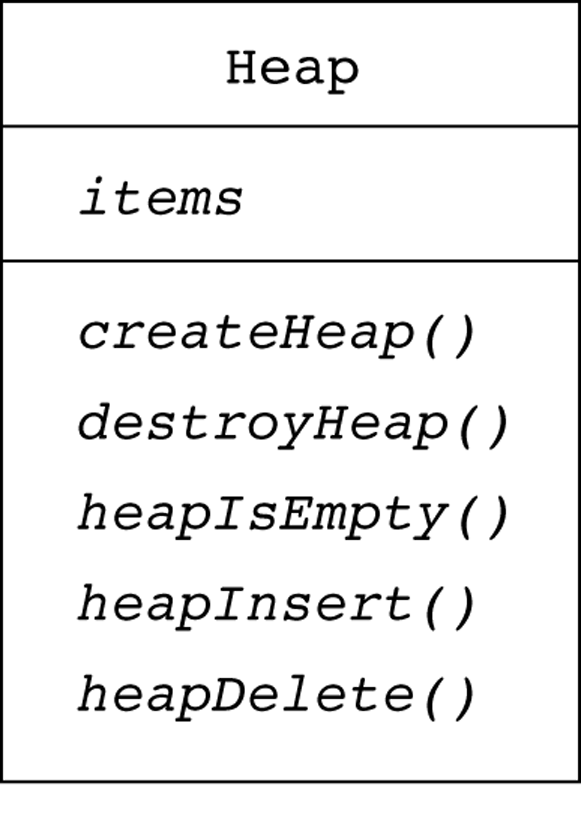 Heap
items
createHeap()
destroyHeap()
heapIsEmpty()
heapInsert()
heapDelete()